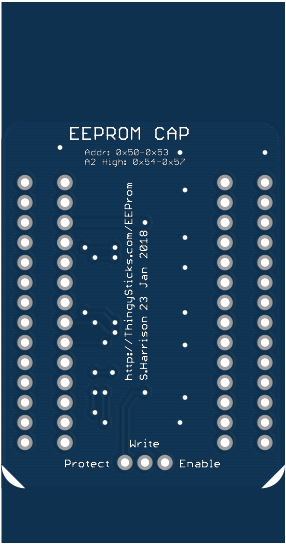 EEPROM CAP
Addr: 0x50-0x53
A2 High: 0x54-0x57
http://ThingySticks.com/EEProm
S.Harrison 23 Jan 2018
Write
Protect Enable